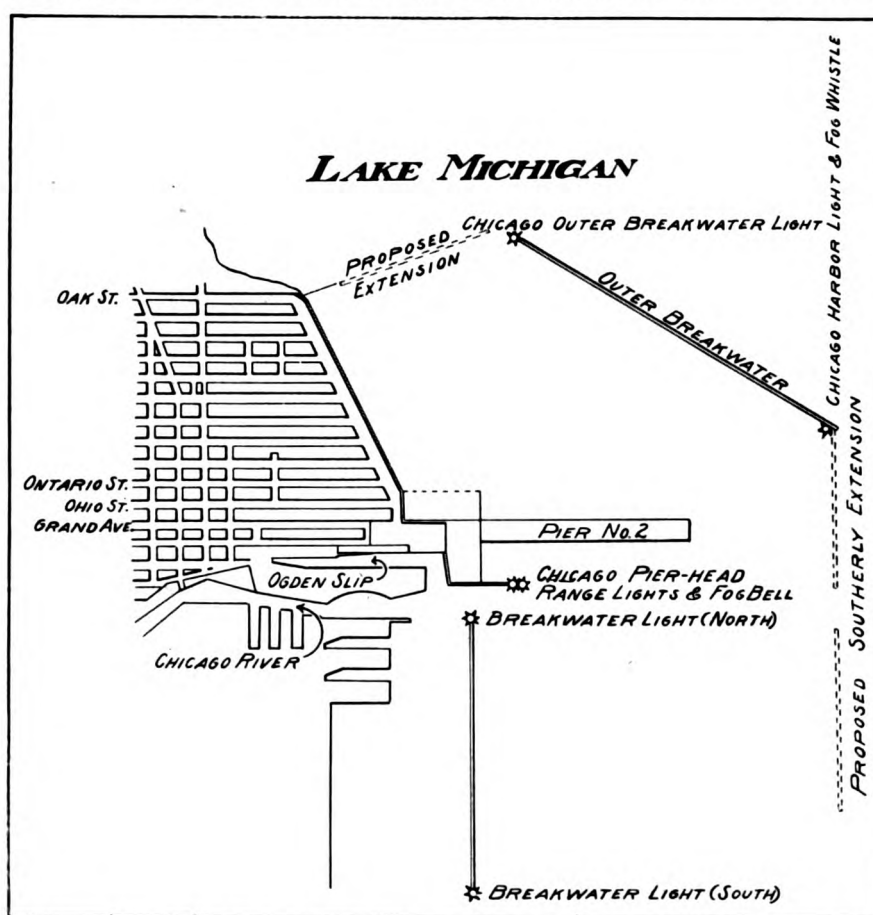 LAKE MICHIGAN
CHICAGO OUTER BREAKWATER LIGHT
PROPOSED
EXTENSION
OUTER BREAKWATER
CHICAGO HARBOR LIGHT & FOG WHISTLE
PROPOSED SOUTHERLY EXTENSION
OAK ST.
ONTARIO ST.
OHIO ST.
GRAND AVE.
PIER NO. 2
OGDEN SLIP
CHICAGO PIER-HEAD
RANGE LIGHTS & FOG BELL
BREAKWATER LIGHT (NORTH)
CHICAGO RIVER
BREAKWATER LIGHT (SOUTH)